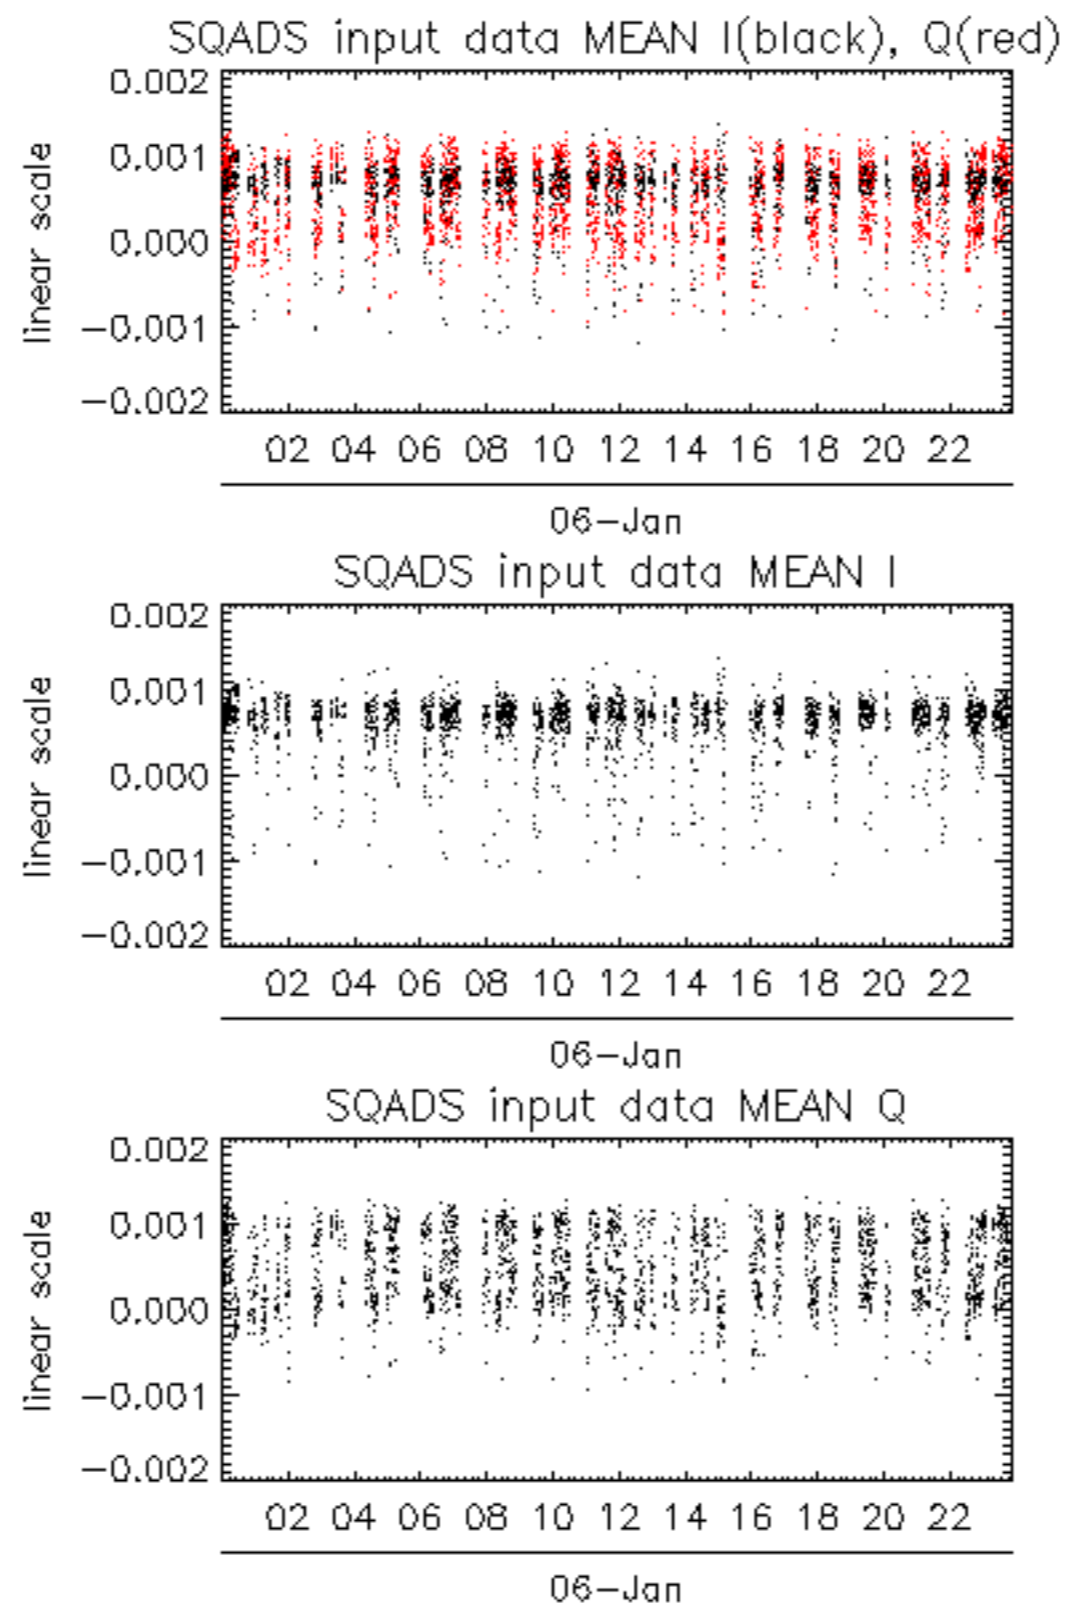 SQADS input data MEAN I(black), Q(red)
0.002
0.001
0.000
−0.001
−0.002
linear scale
02 04 06 08 10 12 14 16 18 20 22
06−Jan
SQADS input data MEAN I
0.002
0.001
0.000
−0.001
−0.002
linear scale
02 04 06 08 10 12 14 16 18 20 22
06−Jan
SQADS input data MEAN Q
0.002
0.001
0.000
−0.001
−0.002
linear scale
02 04 06 08 10 12 14 16 18 20 22
06−Jan